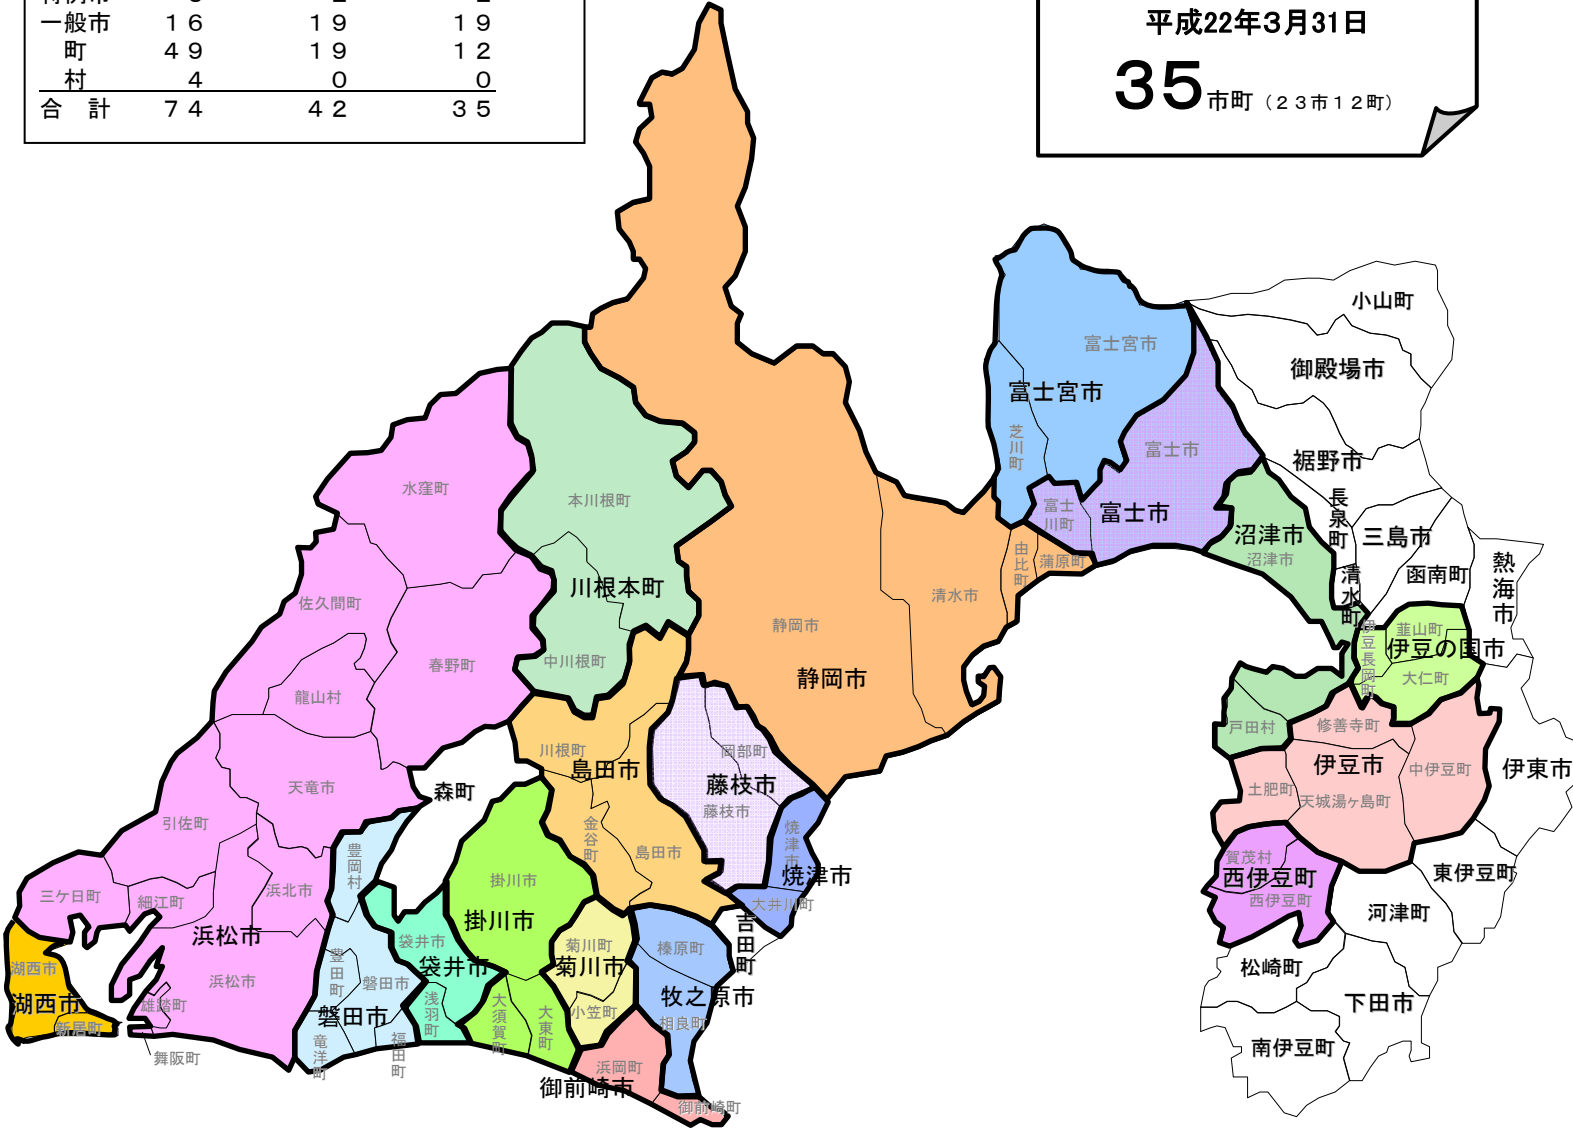 一般市 16 19 19
町 49 19 12
村 4 0 0
合計 74 42 35
平成22年3月31日
35市町（23市12町）
小山町
富士宮市
御殿場市
富士宮市
芝川町
富士市
裾野市
水窪町
本川根町
富士川町
富士市
長泉町
沼津市
沼津市
三島市
由比町
蒲原町
函南町
熱海市
清水町
川根本町
佐久間町
清水市
静岡市
韮山町
伊豆長岡町
伊豆の国市
春野町
中川根町
大仁町
静岡市
龍山村
戸田村
修善寺町
川根町
島田市
岡部町
藤枝市
藤枝市
伊豆市
中伊豆町
伊東市
天竜市
森町
土肥町
天城湯ヶ島町
引佐町
金谷町
島田市
焼津市
焼津市
豊岡村
賀茂村
西伊豆町
西伊豆町
東伊豆町
掛川市
掛川市
三ケ日町
細江町
浜北市
大井川町
吉田町
河津町
浜松市
浜松市
袋井市
袋井市
菊川町
菊川市
榛原町
松崎町
湖西市
湖西市
豊田町
磐田市
磐田市
牧之原市
相良町
下田市
雄踏町
新居町
舞阪町
竜洋町
福田町
浅羽町
大須賀町
大東町
小笠町
浜岡町
御前崎市
御前崎町
南伊豆町